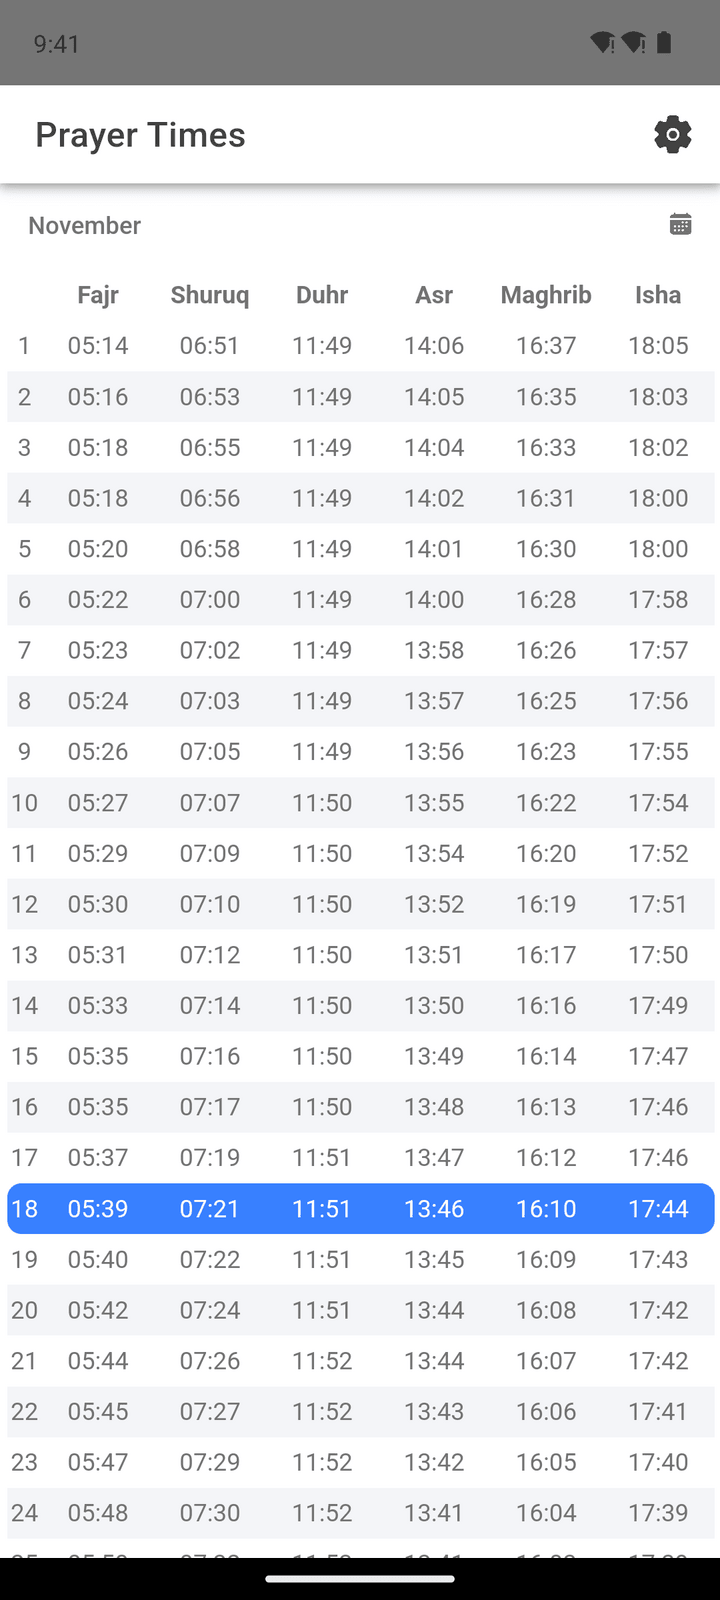 9:41
Prayer Times
November
Fajr Shuruq Duhr Asr Maghrib Isha
1 05:14 06:51 11:49 14:06 16:37 18:05
2 05:16 06:53 11:49 14:05 16:35 18:03
3 05:18 06:55 11:49 14:04 16:33 18:02
4 05:18 06:56 11:49 14:02 16:31 18:00
5 05:20 06:58 11:49 14:01 16:30 18:00
6 05:22 07:00 11:49 14:00 16:28 17:58
7 05:23 07:02 11:49 13:58 16:26 17:57
8 05:24 07:03 11:49 13:57 16:25 17:56
9 05:26 07:05 11:49 13:56 16:23 17:55
10 05:27 07:07 11:50 13:55 16:22 17:54
11 05:29 07:09 11:50 13:54 16:20 17:52
12 05:30 07:10 11:50 13:52 16:19 17:51
13 05:31 07:12 11:50 13:51 16:17 17:50
14 05:33 07:14 11:50 13:50 16:16 17:49
15 05:35 07:16 11:50 13:49 16:14 17:47
16 05:35 07:17 11:50 13:48 16:13 17:46
17 05:37 07:19 11:51 13:47 16:12 17:46
18 05:39 07:21 11:51 13:46 16:10 17:44
19 05:40 07:22 11:51 13:45 16:09 17:43
20 05:42 07:24 11:51 13:44 16:08 17:42
21 05:44 07:26 11:52 13:44 16:07 17:42
22 05:45 07:27 11:52 13:43 16:06 17:41
23 05:47 07:29 11:52 13:42 16:05 17:40
24 05:48 07:30 11:52 13:41 16:04 17:39